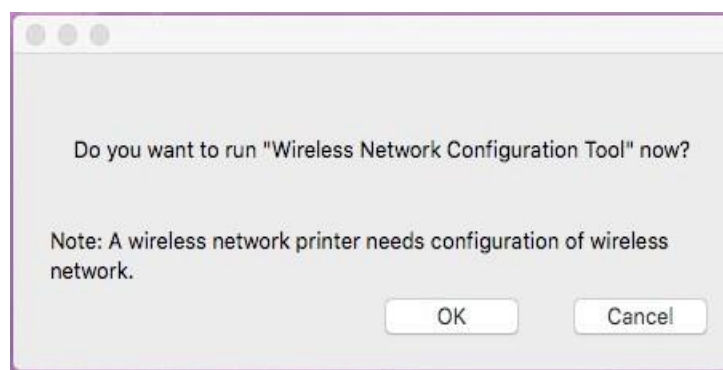 Do you want to run "Wireless Network Configuration Tool" now?
Note: A wireless network printer needs configuration of wireless
network.
OK Cancel